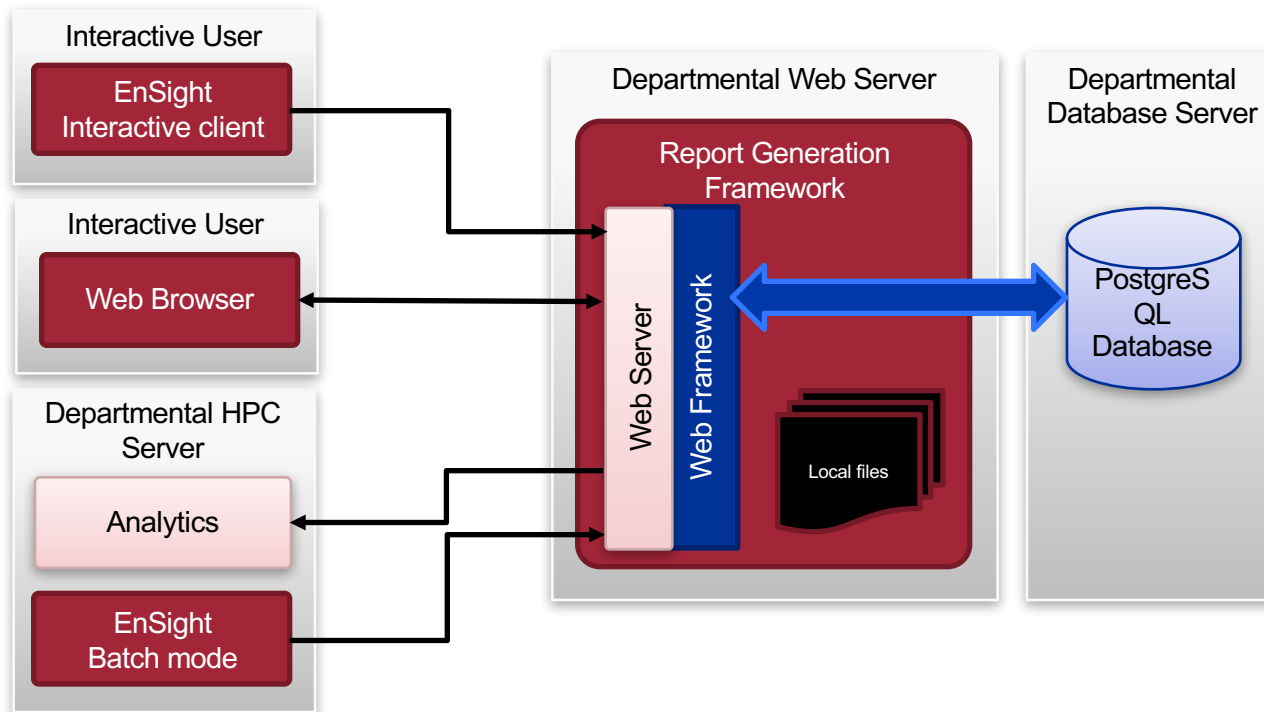 Interactive User
EnSight
Interactive client
Interactive User
Web Browser
Departmental HPC
Server
Analytics
EnSight
Batch mode
Departmental Web Server
Report Generation
Framework
Web Server
Web Framework
Local files
Departmental
Database Server
PostgreS
QL
Database